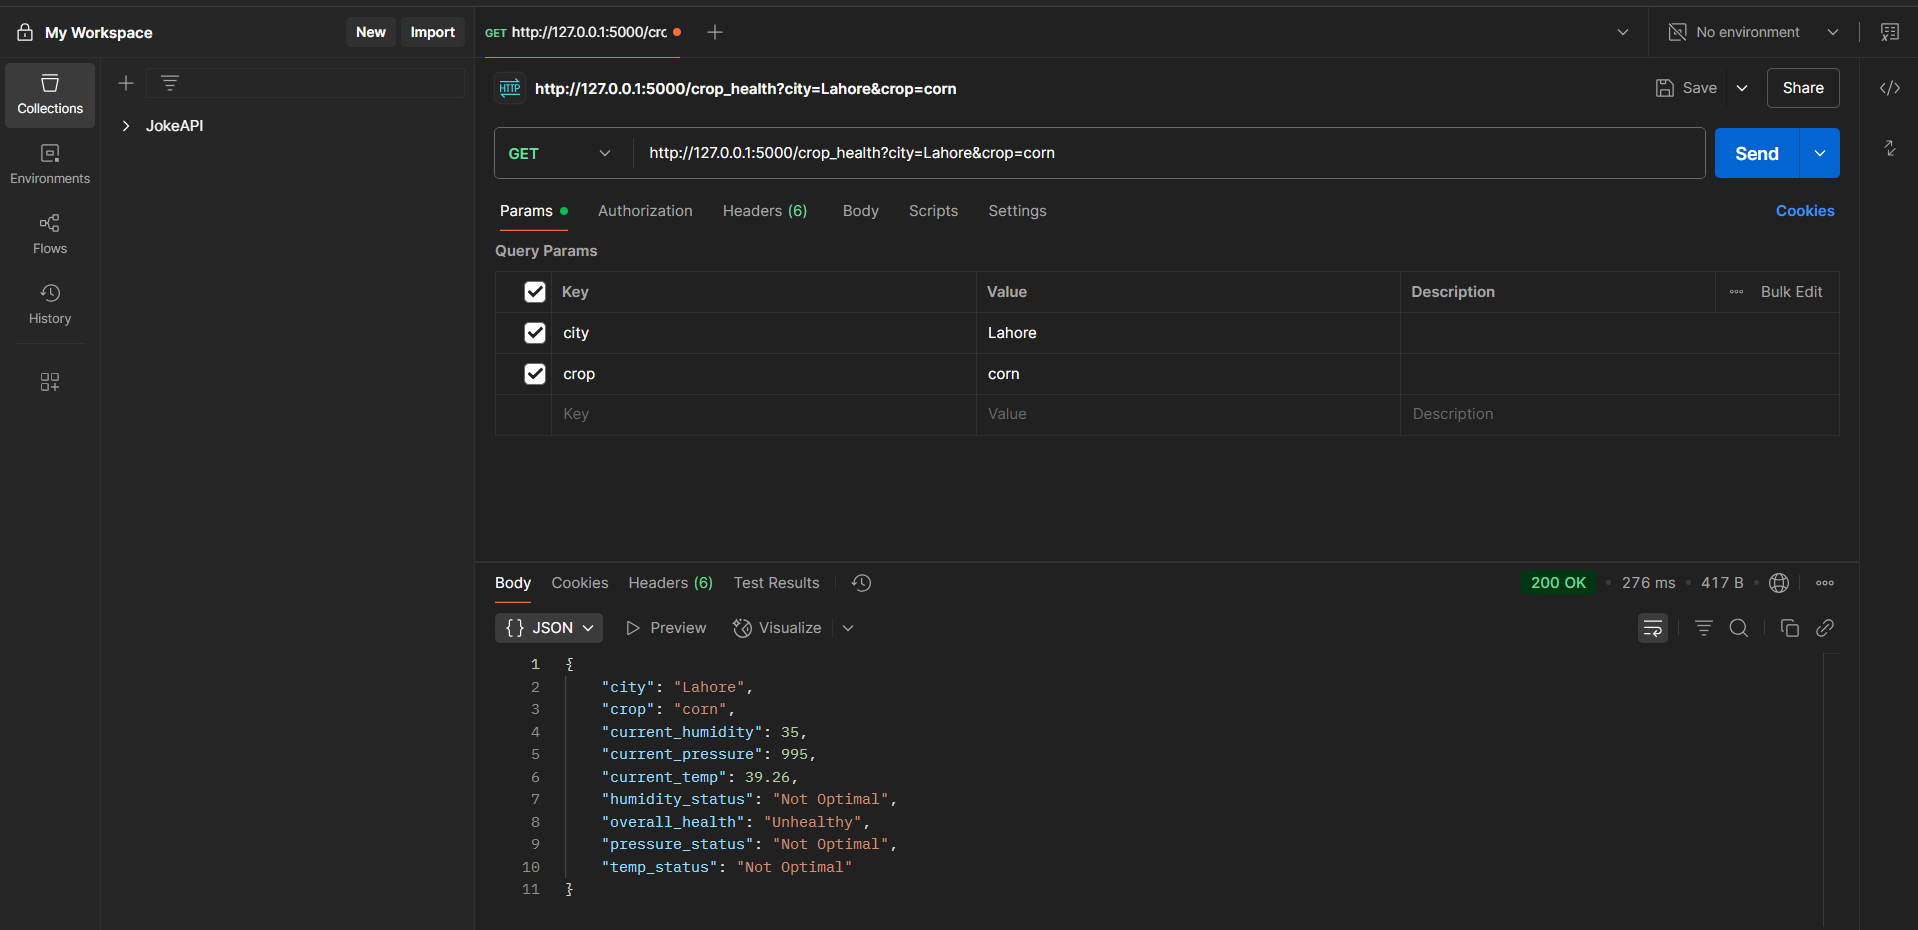 My Workspace
New
Import
GET http://127.0.0.1:5000/crc
No environment
Collections
Environments
Flows
History
JokeAPI
HTTP http://127.0.0.1:5000/crop_health?city=Lahore&crop=corn
Save
Share
GET http://127.0.0.1:5000/crop_health?city=Lahore&crop=corn
Send
Params Authorization Headers (6) Body Scripts Settings Cookies
Query Params
Key Value Description Bulk Edit
city Lahore
crop corn
Key Value Description
Body Cookies Headers (6) Test Results 200 OK • 276 ms • 417 B
{} JSON Preview Visualize
1 {
2 "city": "Lahore",
3 "crop": "corn",
4 "current_humidity": 35,
5 "current_pressure": 995,
6 "current_temp": 39.26,
7 "humidity_status": "Not Optimal",
8 "overall_health": "Unhealthy",
9 "pressure_status": "Not Optimal",
10 "temp_status": "Not Optimal"
11 }